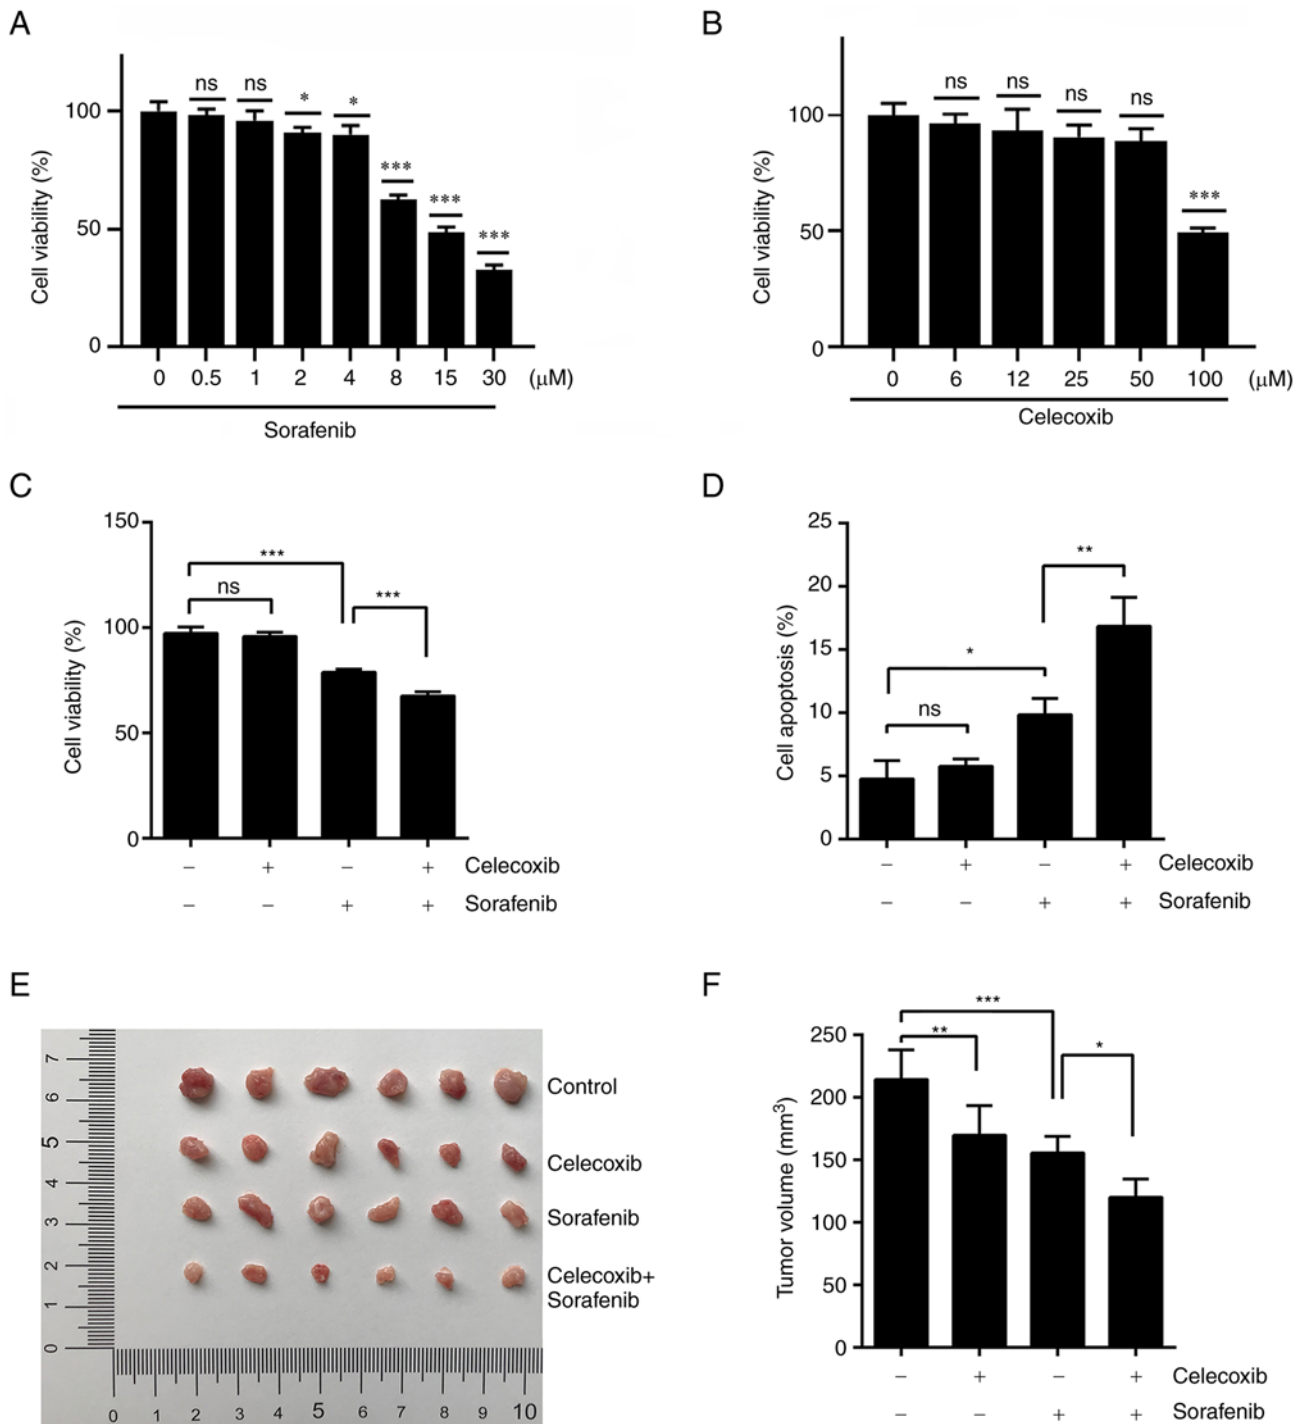 A
Cell viability (%)
100
50
0
ns
ns
*
*
***
***
***
0 0.5 1 2 4 8 15 30 (μM)
Sorafenib
B
Cell viability (%)
100
50
0
ns
ns
ns
ns
***
0 6 12 25 50 100 (μM)
Celecoxib
C
Cell viability (%)
150
100
50
0
***
ns
***
− + − + Celecoxib
− − + + Sorafenib
D
Cell apoptosis (%)
25
20
15
10
5
0
**
*
ns
− + − + Celecoxib
− − + + Sorafenib
E
7
6
5
4
3
2
1
0
Control
Celecoxib
Sorafenib
Celecoxib+
Sorafenib
0 1 2 3 4 5 6 7 8 9 10
F
Tumor volume (mm³)
250
200
150
100
50
0
***
**
*
− + − + Celecoxib
− − + + Sorafenib